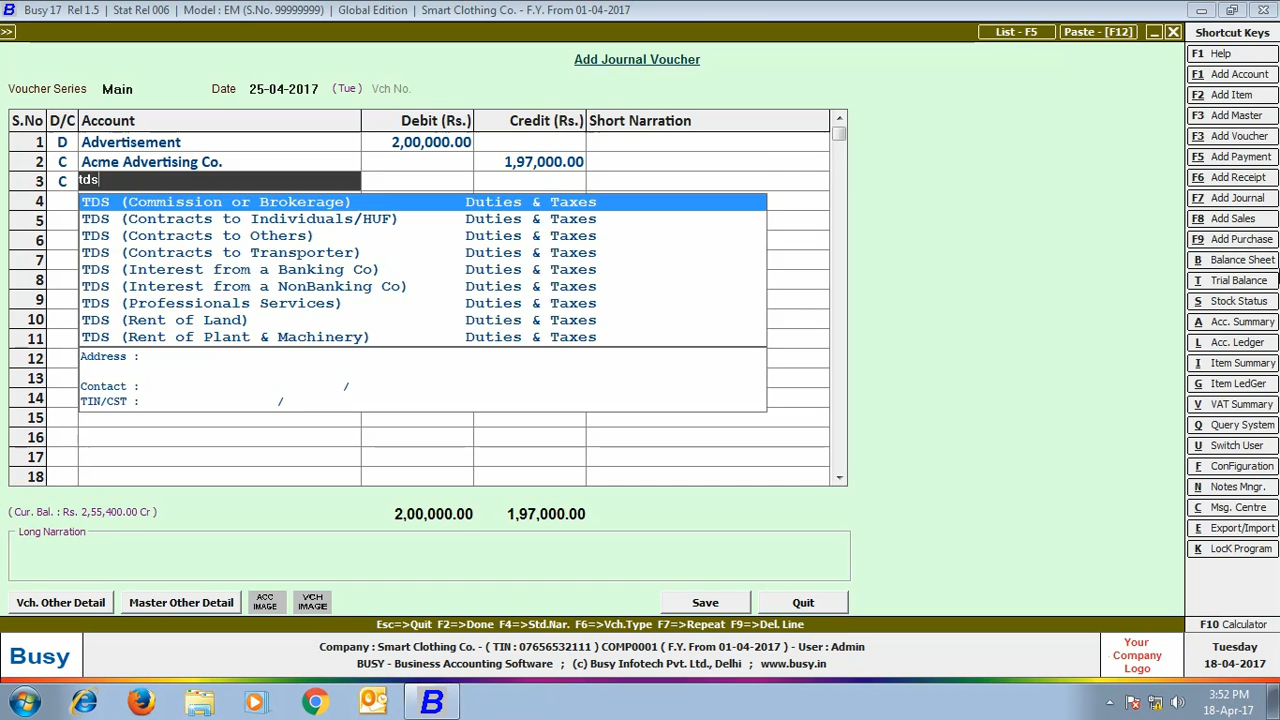 Busy 17 Rel 1.5 | Stat Rel 006 | Model : EM (S.No. 99999999) | Global Edition | Smart Clothing Co. - F.Y. From 01-04-2017
>> List - F5 Paste - [F12] Shortcut Keys
Add Journal Voucher
Voucher Series Main Date 25-04-2017 (Tue) Vch No.
S.No D/C Account Debit (Rs.) Credit (Rs.) Short Narration
1 D Advertisement 2,00,000.00
2 C Acme Advertising Co. 1,97,000.00
3 C tds
4 TDS (Commission or Brokerage) Duties & Taxes
TDS (Contracts to Individuals/HUF) Duties & Taxes
5
TDS (Contracts to Others) Duties & Taxes
6
TDS (Contracts to Transporter) Duties & Taxes
7
TDS (Interest from a Banking Co) Duties & Taxes
8
TDS (Interest from a NonBanking Co) Duties & Taxes
9 TDS (Professionals Services) Duties & Taxes
10 TDS (Rent of Land) Duties & Taxes
11 TDS (Rent of Plant & Machinery) Duties & Taxes
12 Address :
13 Contact : /
14 TIN/CST : /
15
16
17
18
( Cur. Bal. : Rs. 2,55,400.00 Cr ) 2,00,000.00 1,97,000.00
Long Narration
Vch. Other Detail Master Other Detail ACC IMAGE VCH IMAGE Save Quit
Esc=>Quit F2=>Done F4=>Std.Nar. F6=>Vch.Type F7=>Repeat F9=>Del. Line
F1 Help
F1 Add Account
F2 Add Item
F3 Add Master
F3 Add Voucher
F5 Add Payment
F6 Add Receipt
F7 Add Journal
F8 Add Sales
F9 Add Purchase
B Balance Sheet
T Trial Balance
S Stock Status
A Acc. Summary
L Acc. Ledger
I Item Summary
G Item LedGer
V VAT Summary
Q Query System
U Switch User
F ConFiguration
N Notes Mngr.
C Msg. Centre
E Export/Import
K LocK Program
F10 Calculator
Busy
Company : Smart Clothing Co. - ( TIN : 07656532111 ) COMP0001 ( F.Y. From 01-04-2017 ) - User : Admin
BUSY - Business Accounting Software ; (c) Busy Infotech Pvt. Ltd., Delhi ; www.busy.in
Your
Company
Logo
Tuesday
18-04-2017
3:52 PM
18-Apr-17